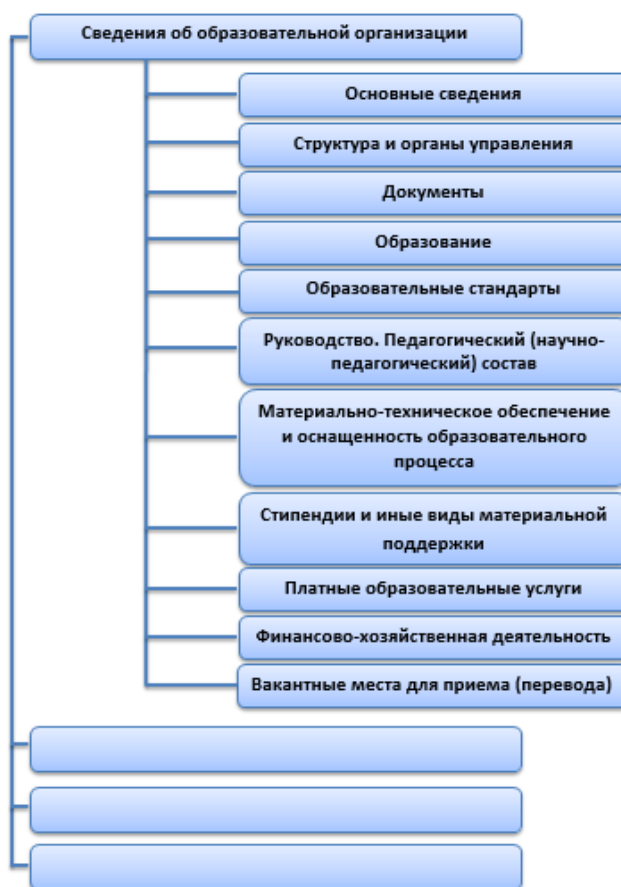 Сведения об образовательной организации
Основные сведения
Структура и органы управления
Документы
Образование
Образовательные стандарты
Руководство. Педагогический (научно-
педагогический) состав
Материально-техническое обеспечение
и оснащенность образовательного
процесса
Стипендии и иные виды материальной
поддержки
Платные образовательные услуги
Финансово-хозяйственная деятельность
Вакантные места для приема (перевода)